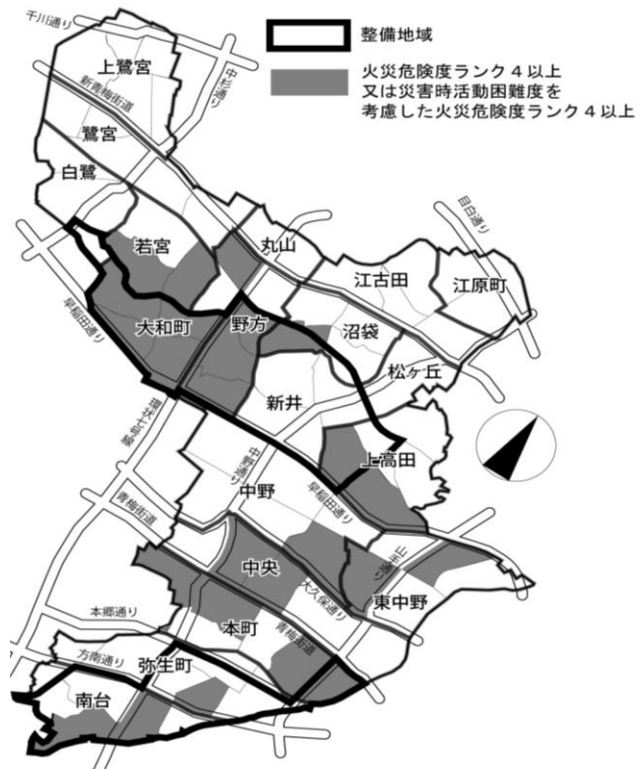 千川通り
上鷺宮
中杉通り
新青梅街道
鷺宮
白鷺
整備地域
火災危険度ランク4以上
又は災害時活動困難度を
考慮した火災危険度ランク4以上
若宮
丸山
目白通り
江古田
江原町
早稲田通り
大和町
野方
沼袋
松ヶ丘
新井
環状七号線
中野通り
上高田
中野
早稲田通り
青梅街道
中央
山手通り
大久保通り
東中野
本郷通り
本町
青梅街道
方南通り
弥生町
南台